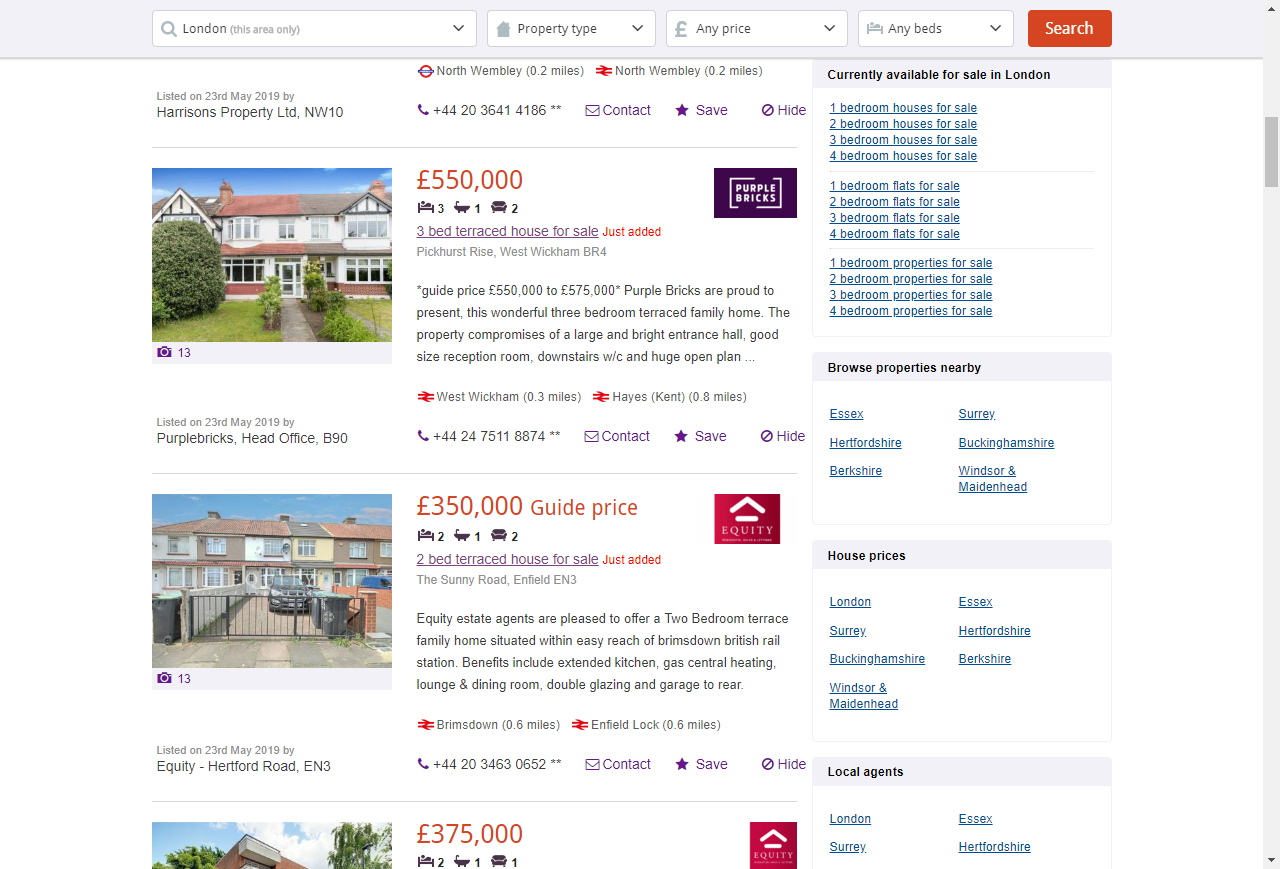 London (this area only)
Property type
Any price
Any beds
Search
North Wembley (0.2 miles) North Wembley (0.2 miles)
Listed on 23rd May 2019 by
Harrisons Property Ltd, NW10
+44 20 3641 4186 ** Contact Save Hide
£550,000
PURPLE
BRICKS
3 1 2
3 bed terraced house for sale Just added
Pickhurst Rise, West Wickham BR4
*guide price £550,000 to £575,000* Purple Bricks are proud to
present, this wonderful three bedroom terraced family home. The
property compromises of a large and bright entrance hall, good
size reception room, downstairs w/c and huge open plan ...
13
West Wickham (0.3 miles) Hayes (Kent) (0.8 miles)
Listed on 23rd May 2019 by
Purplebricks, Head Office, B90
+44 24 7511 8874 ** Contact Save Hide
£350,000 Guide price
EQUITY
2 1 2
2 bed terraced house for sale Just added
The Sunny Road, Enfield EN3
Equity estate agents are pleased to offer a Two Bedroom terrace
family home situated within easy reach of brimsdown british rail
station. Benefits include extended kitchen, gas central heating,
lounge & dining room, double glazing and garage to rear.
13
Brimsdown (0.6 miles) Enfield Lock (0.6 miles)
Listed on 23rd May 2019 by
Equity - Hertford Road, EN3
+44 20 3463 0652 ** Contact Save Hide
£375,000
EQUITY
2 1 1
Currently available for sale in London
1 bedroom houses for sale
2 bedroom houses for sale
3 bedroom houses for sale
4 bedroom houses for sale
1 bedroom flats for sale
2 bedroom flats for sale
3 bedroom flats for sale
4 bedroom flats for sale
1 bedroom properties for sale
2 bedroom properties for sale
3 bedroom properties for sale
4 bedroom properties for sale
Browse properties nearby
Essex Surrey
Hertfordshire Buckinghamshire
Berkshire Windsor &
Maidenhead
House prices
London Essex
Surrey Hertfordshire
Buckinghamshire Berkshire
Windsor &
Maidenhead
Local agents
London Essex
Surrey Hertfordshire